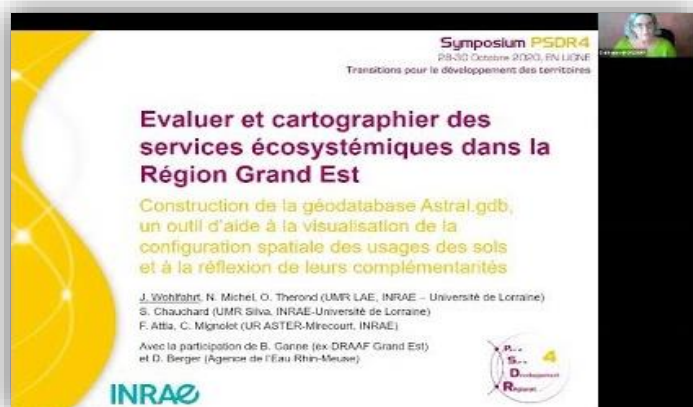 Symposium PSDR4
28-30 Octobre 2020, EN LIGNE
Transitions pour le développement des territoires
Evaluer et cartographier des
services écosystémiques dans la
Région Grand Est
Construction de la géodatabase Astral.gdb,
un outil d'aide à la visualisation de la
configuration spatiale des usages des sols
et à la réflexion de leurs complémentarités
J. Wohlfahrt, N. Michel, O. Therond (UMR LAE, INRAE – Université de Lorraine)
S. Chauchard (UMR Silva, INRAE-Université de Lorraine)
F. Attia, C. Mignolet (UR ASTER-Mirecourt, INRAE)
Avec la participation de B. Ganne (ex-DRAAF Grand Est)
et D. Berger (Agence de l'Eau Rhin-Meuse)
INRAE
4